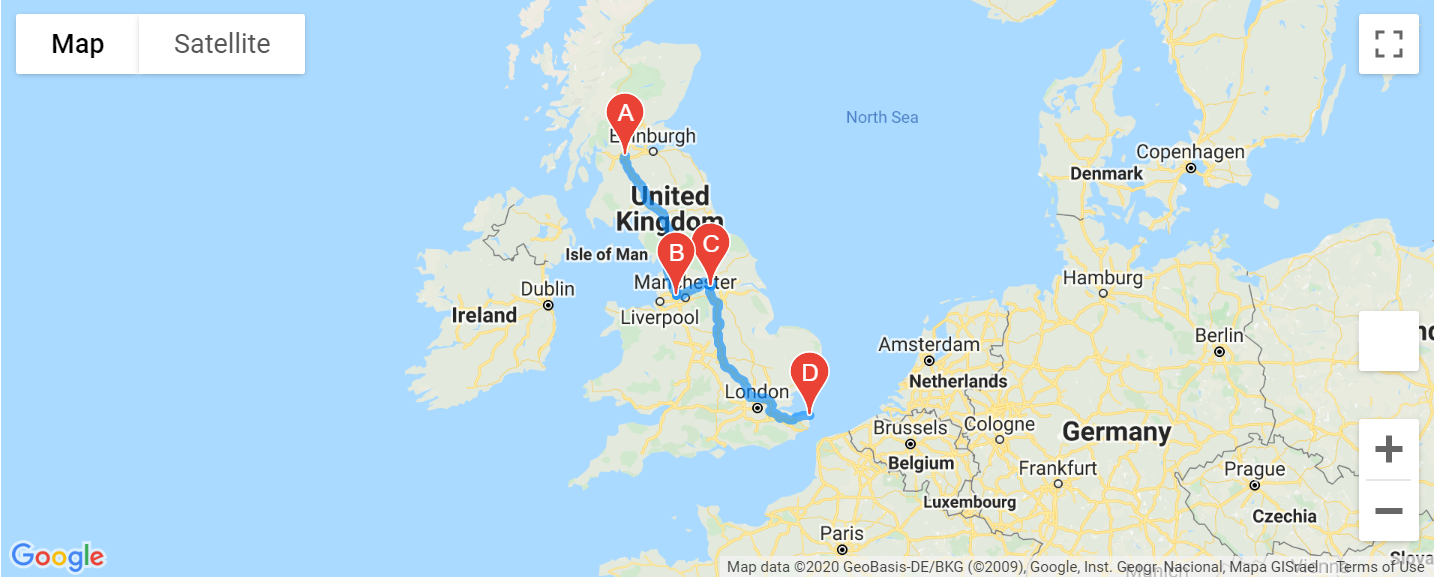 Map
Satellite
A
North Sea
Edinburgh
Copenhagen
Denmark
United
Kingdom
B
C
Isle of Man
Manchester
Hamburg
Dublin
Ireland
Liverpool
Berlin
Amsterdam
D
Netherlands
London
Brussels
Cologne
Germany
Belgium
Frankfurt
Prague
Luxembourg
Czechia
Paris
Google
Map data ©2020 GeoBasis-DE/BKG (©2009), Google, Inst. Geogr. Nacional, Mapa GISrael
Terms of Use